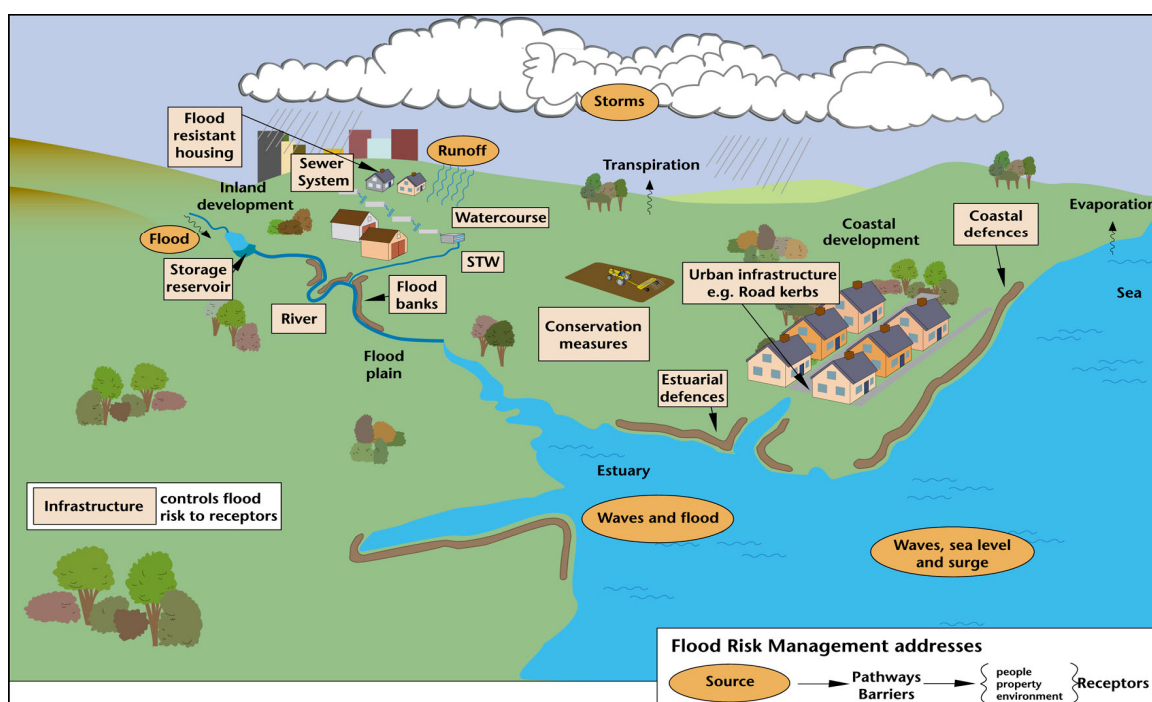 Storms
Flood
resistant
housing
Sewer
System
Runoff
Transpiration
Inland
development
Watercourse
Coastal
defences
Evaporation
Flood
Storage
reservoir
STW
Coastal
development
Urban infrastructure
e.g. Road kerbs
Sea
Flood
banks
River
Conservation
measures
Flood
plain
Estuarial
defences
Estuary
Infrastructure
controls flood
risk to receptors
Waves and flood
Waves, sea level
and surge
Flood Risk Management addresses
Source
Pathways
Barriers
people
property
environment
Receptors